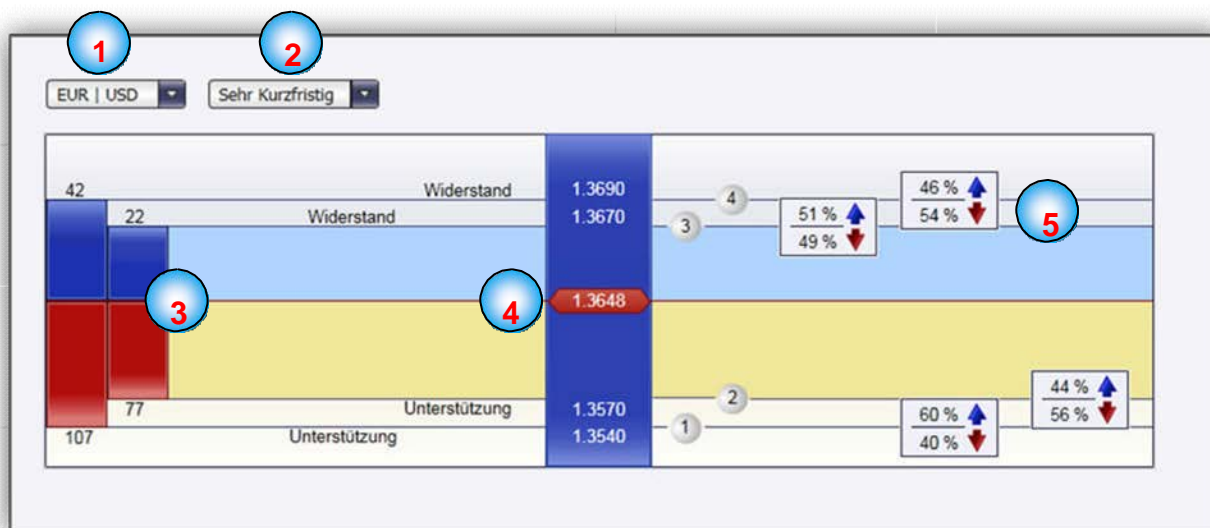 1 2
EUR | USD Sehr Kurzfristig
42 Widerstand 1.3690 4 46 %
54 %
22 Widerstand 1.3670 3 51 %
49 %
5
3 4 1.3648
77 Unterstützung 1.3570 2 44 %
56 %
107 Unterstützung 1.3540 1 60 %
40 %